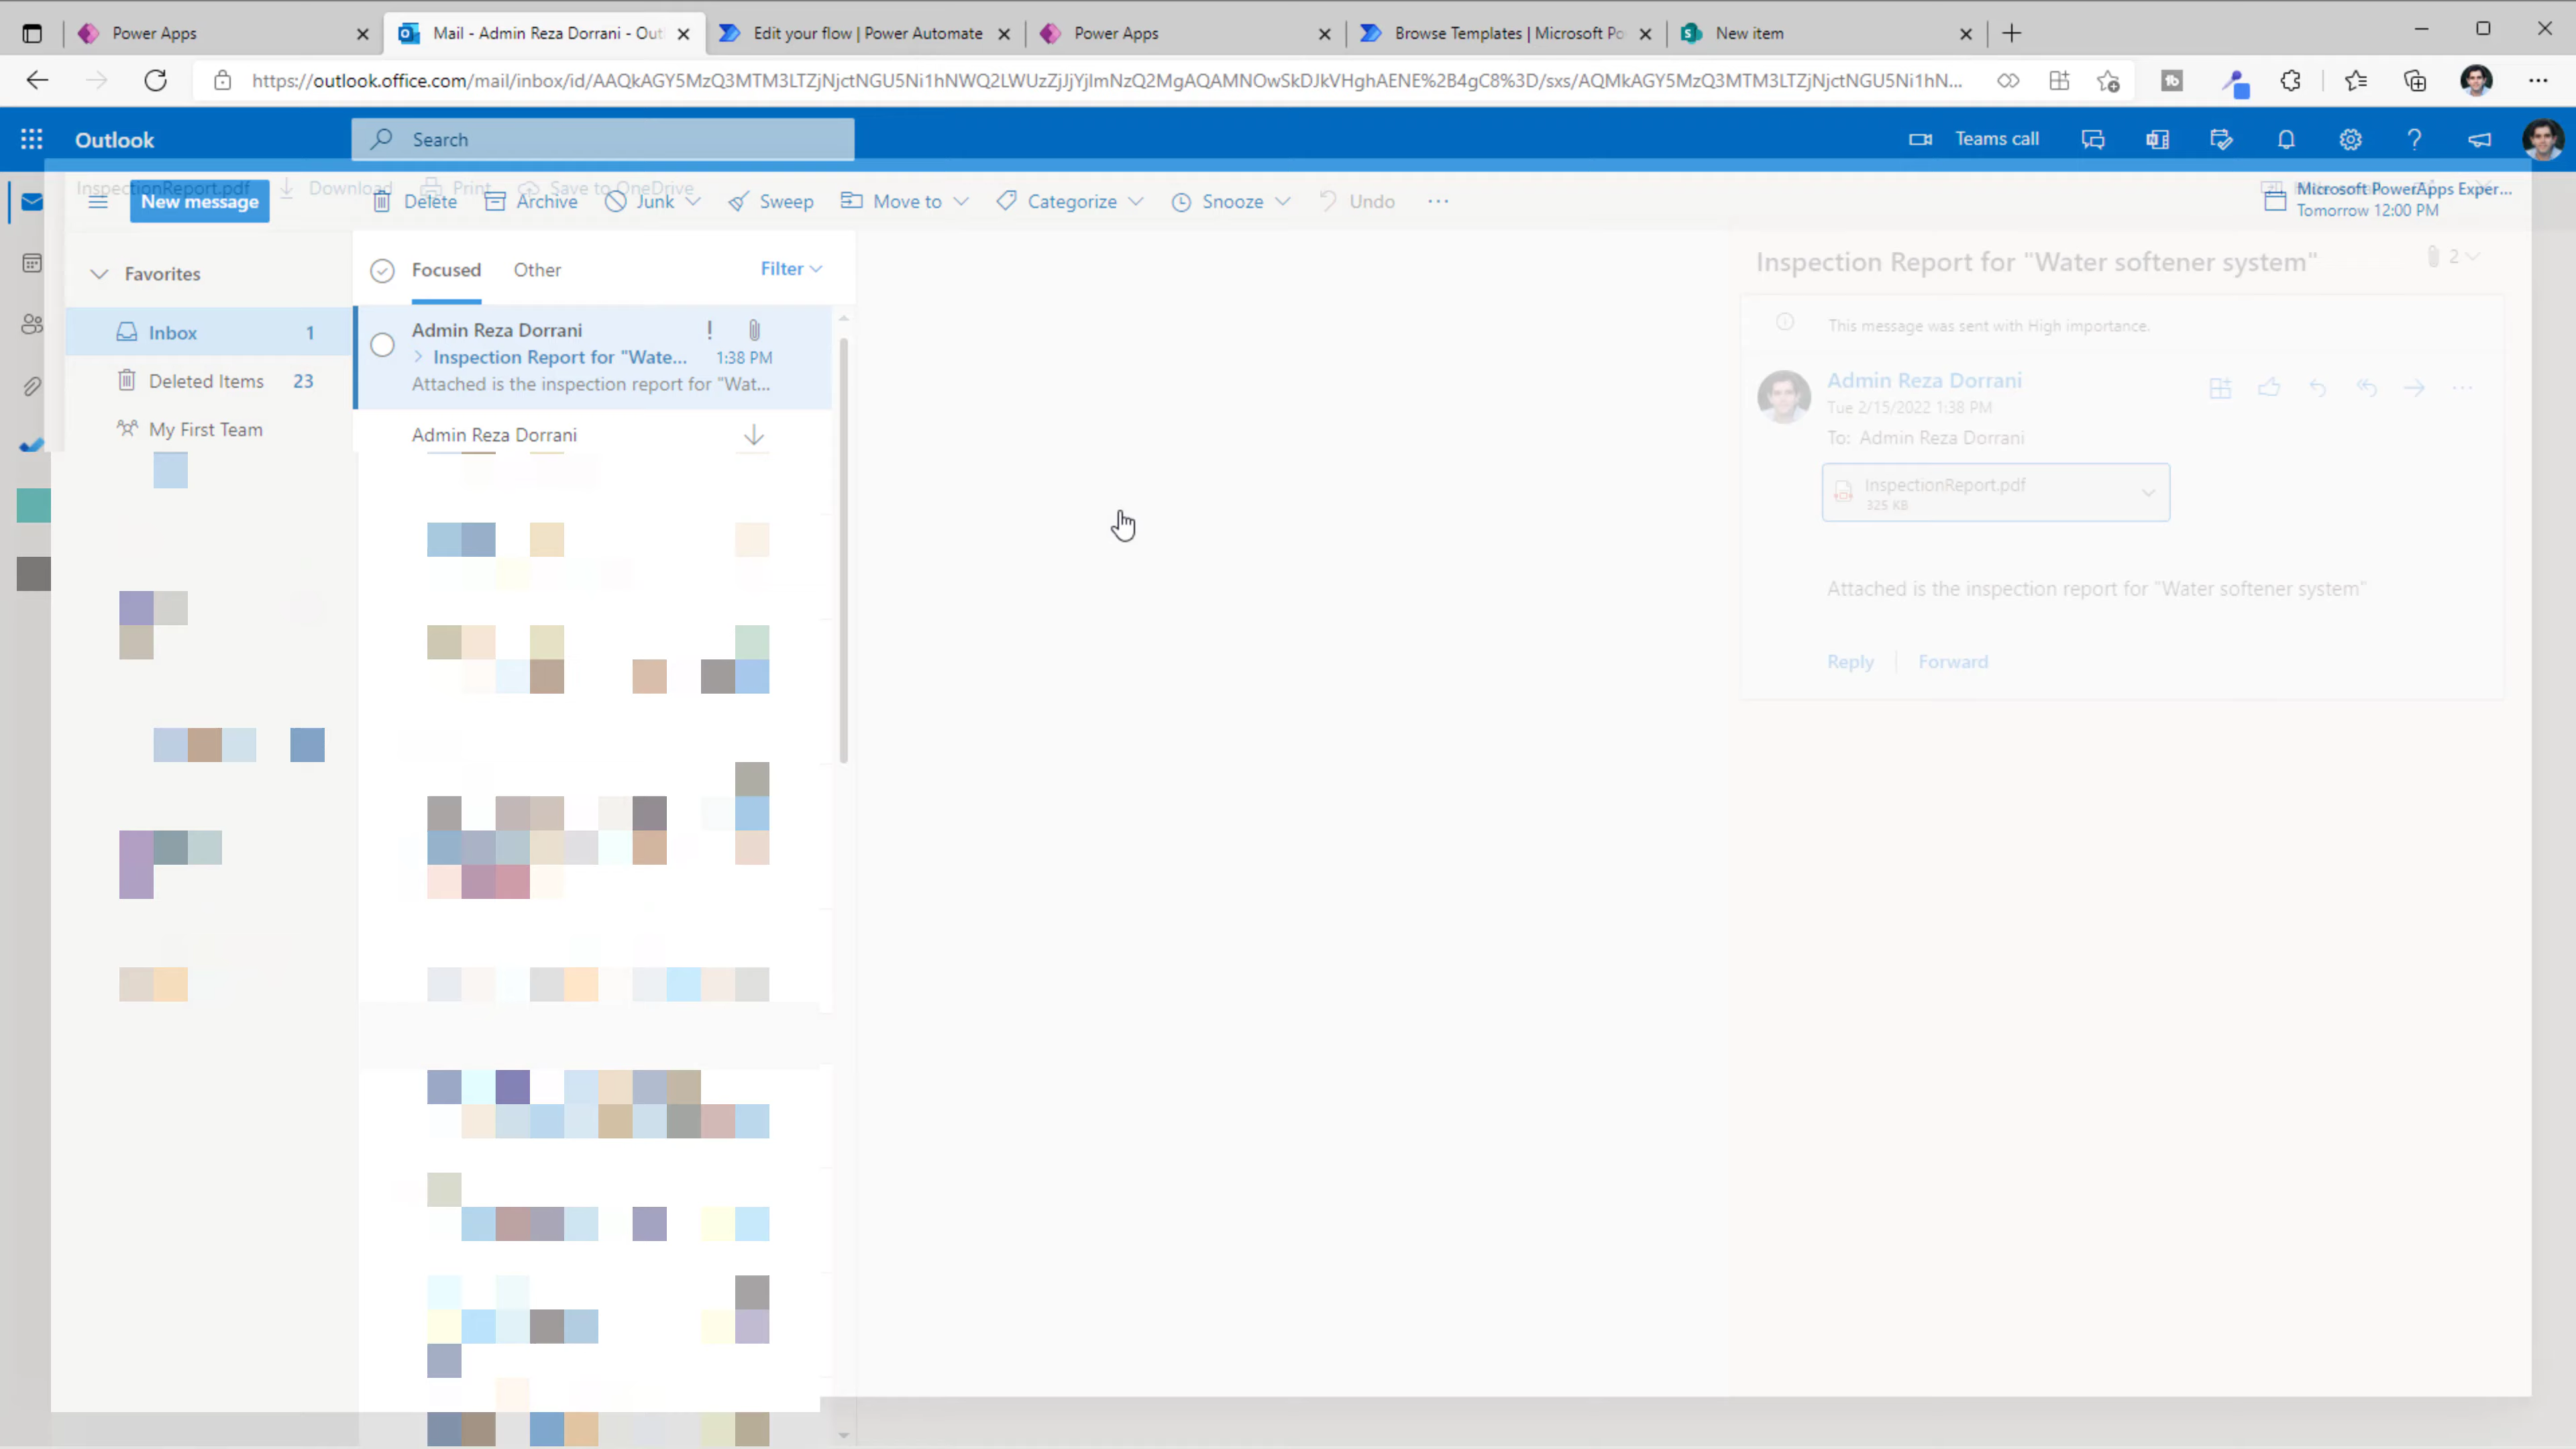 Power Apps
Mail - Admin Reza Dorrani - Out
Edit your flow | Power Automate
Power Apps
Browse Templates | Microsoft Po
New item
https://outlook.office.com/mail/inbox/id/AAQkAGY5MzQ3MTM3LTZjNjctNGU5Ni1hNWQ2LWUzZjJjYjlmNzQ2MgAQAMNOwSkDJkVHghAENE%2B4gC8%3D/sxs/AQMkAGY5MzQ3MTM3LTZjNjctNGU5Ni1hN...
Outlook
Search
Teams call
InspectionReport.pdf
Download
Print
Save to OneDrive
New message
Delete
Archive
Junk
Sweep
Move to
Categorize
Snooze
Undo
Microsoft PowerApps Exper...
Tomorrow 12:00 PM
Favorites
Inbox 1
Deleted Items 23
My First Team
Focused
Other
Filter
Admin Reza Dorrani
Inspection Report for "Wate... 1:38 PM
Attached is the inspection report for "Wat...
Admin Reza Dorrani
Inspection Report for "Water softener system"
2
This message was sent with High importance.
Admin Reza Dorrani
Tue 2/15/2022 1:38 PM
To: Admin Reza Dorrani
InspectionReport.pdf
325 KB
Attached is the inspection report for "Water softener system"
Reply
Forward